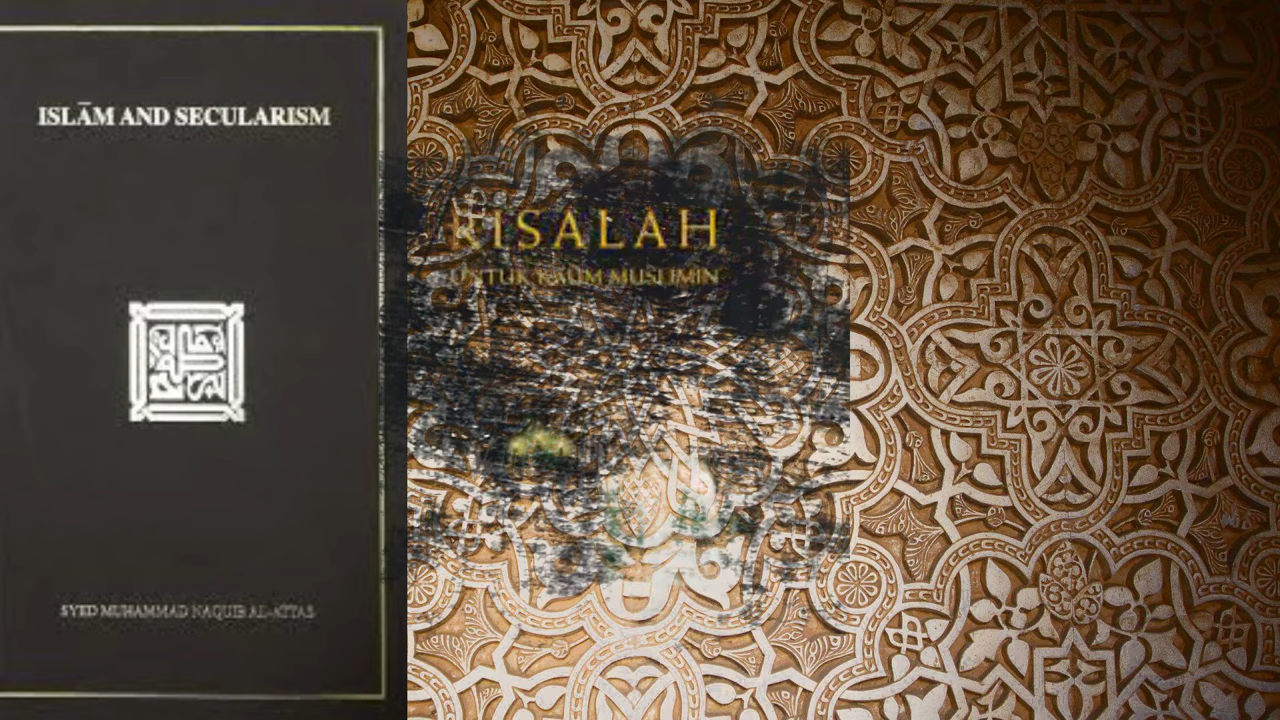 ISLĀM AND SECULARISM
SYED MUHAMMAD NAQUIB AL-ATTAS
RISALAH
UNTUK KAUM MUSLIMIN